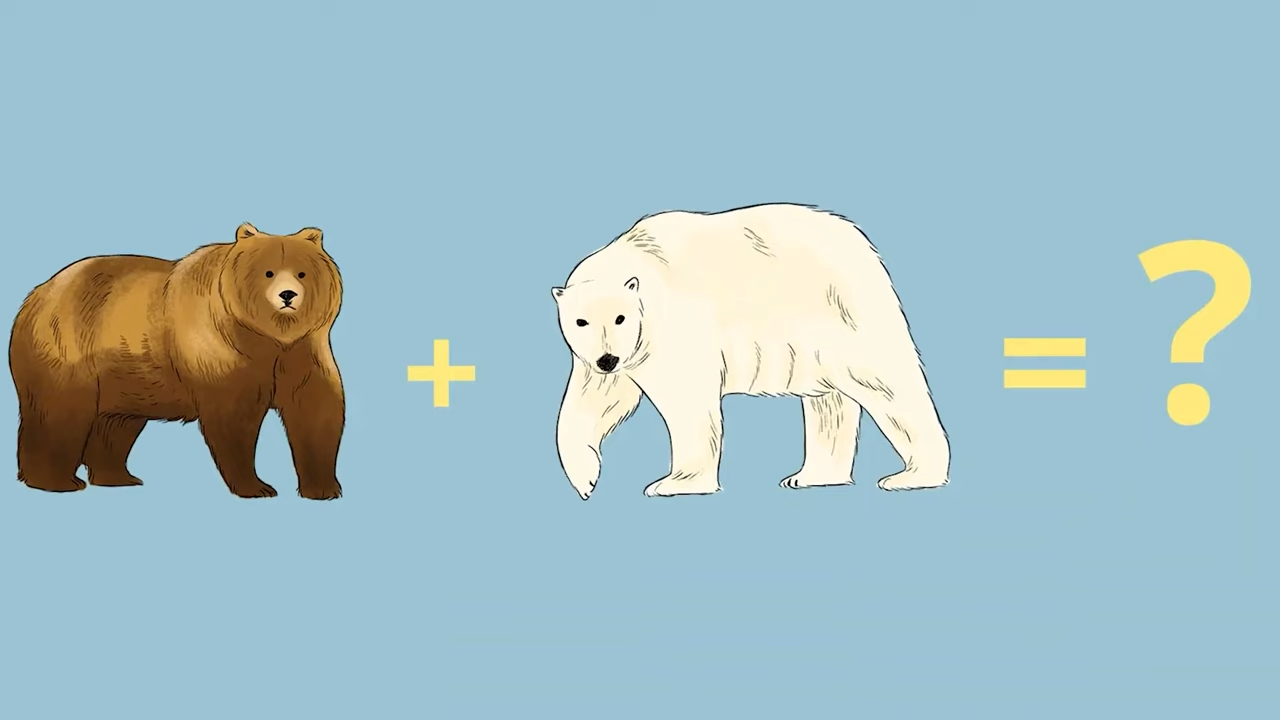 + = ?